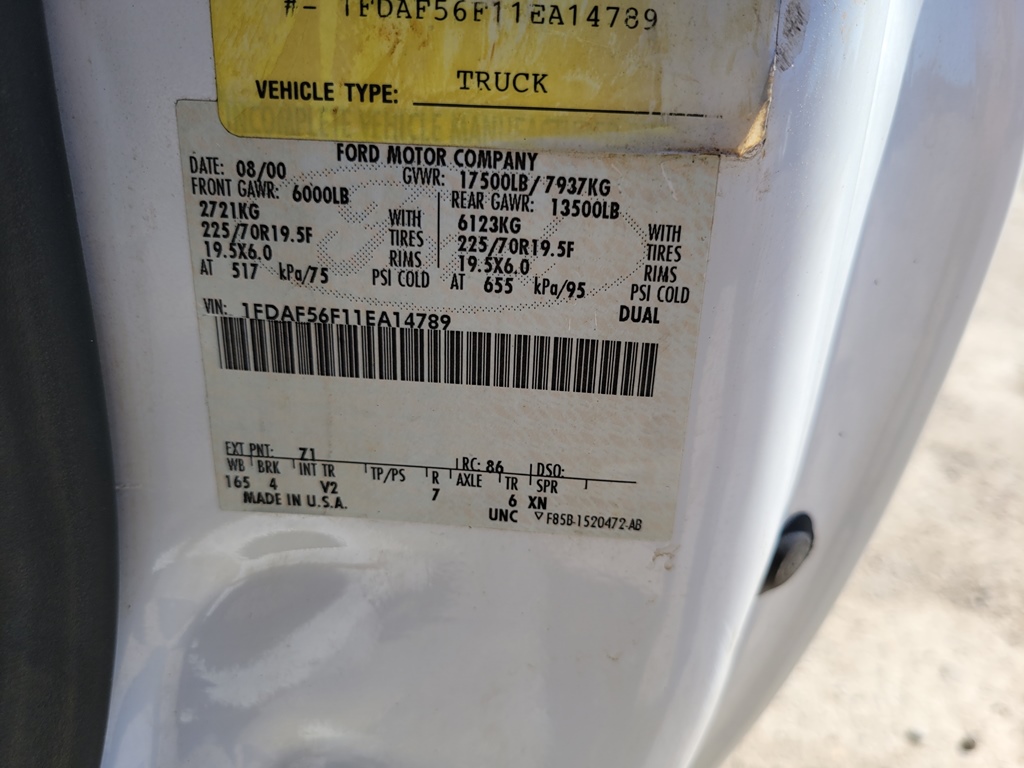 #- 1FDAF56F11EA14789
VEHICLE TYPE: TRUCK
INCOMPLETE VEHICLE
FORD MOTOR COMPANY
DATE: 08/00 GVWR: 17500LB/ 7937KG
FRONT GAWR: 6000LB REAR GAWR: 13500LB
2721KG WITH 6123KG WITH
225/70R19.5F TIRES 225/70R19.5F TIRES
19.5X6.0 RIMS 19.5X6.0 RIMS
AT 517 kPa/75 PSI COLD AT 655 kPa/95 PSI COLD
VIN: 1FDAF56F11EA14789 DUAL
EXT PNT: 71 RC: 86 DSO:
WB BRK INT TR TP/PS R AXLE TR SPR
165 4 V2 7 6 XN
MADE IN U.S.A. UNC ▽F85B-1520472-AB